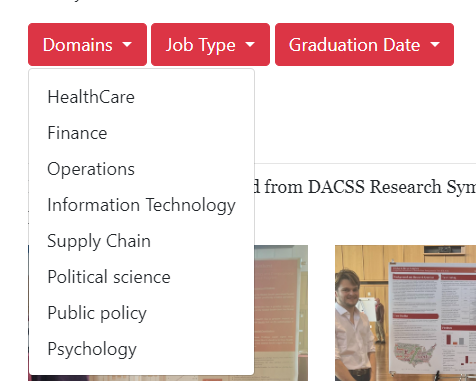 Domains
Job Type
Graduation Date
HealthCare
Finance
Operations
from DACSS Research Sym
Information Technology
Supply Chain
Political science
Public policy
Psychology